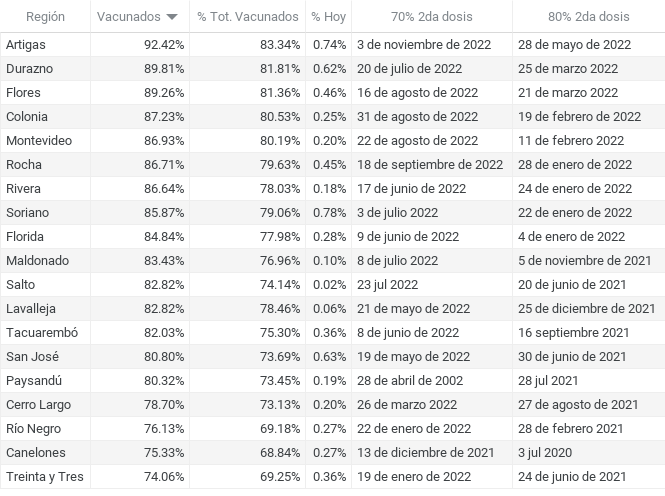 Región Vacunados % Tot. Vacunados % Hoy 70% 2da dosis 80% 2da dosis
Artigas 92.42% 83.34% 0.74% 3 de noviembre de 2022 28 de mayo de 2022
Durazno 89.81% 81.81% 0.62% 20 de julio de 2022 25 de marzo 2022
Flores 89.26% 81.36% 0.46% 16 de agosto de 2022 21 de marzo 2022
Colonia 87.23% 80.53% 0.25% 31 de agosto de 2022 19 de febrero de 2022
Montevideo 86.93% 80.19% 0.20% 22 de agosto de 2022 11 de febrero 2022
Rocha 86.71% 79.63% 0.45% 18 de septiembre de 2022 28 de enero de 2022
Rivera 86.64% 78.03% 0.18% 17 de junio de 2022 24 de enero de 2022
Soriano 85.87% 79.06% 0.78% 3 de julio 2022 22 de enero de 2022
Florida 84.84% 77.98% 0.28% 9 de junio de 2022 4 de enero de 2022
Maldonado 83.43% 76.96% 0.10% 8 de julio 2022 5 de noviembre de 2021
Salto 82.82% 74.14% 0.02% 23 jul 2022 20 de junio de 2021
Lavalleja 82.82% 78.46% 0.06% 21 de mayo de 2022 25 de diciembre de 2021
Tacuarembó 82.03% 75.30% 0.36% 8 de junio de 2022 16 septiembre 2021
San José 80.80% 73.69% 0.63% 19 de mayo de 2022 30 de junio de 2021
Paysandú 80.32% 73.45% 0.19% 28 de abril de 2002 28 jul 2021
Cerro Largo 78.70% 73.13% 0.20% 26 de marzo de 2022 27 de agosto de 2021
Río Negro 76.13% 69.18% 0.27% 22 de enero de 2022 28 de febrero 2021
Canelones 75.33% 68.84% 0.27% 13 de diciembre de 2021 3 jul 2020
Treinta y Tres 74.06% 69.25% 0.36% 19 de enero de 2022 24 de junio de 2021